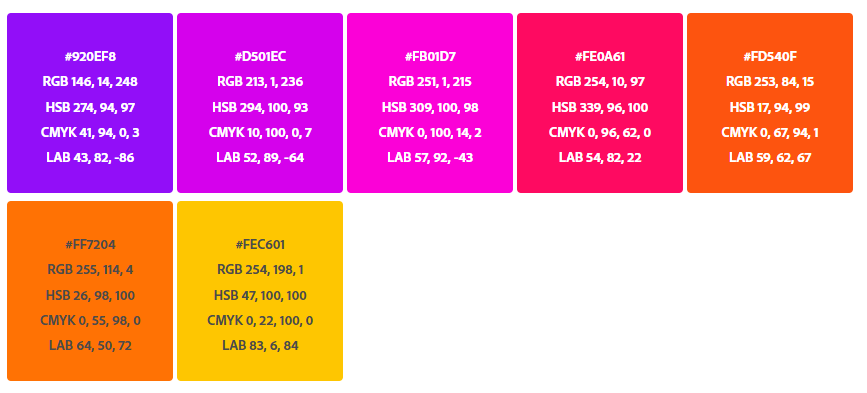 #920EF8
RGB 146, 14, 248
HSB 274, 94, 97
CMYK 41, 94, 0, 3
LAB 43, 82, -86
#D501EC
RGB 213, 1, 236
HSB 294, 100, 93
CMYK 10, 100, 0, 7
LAB 52, 89, -64
#FB01D7
RGB 251, 1, 215
HSB 309, 100, 98
CMYK 0, 100, 14, 2
LAB 57, 92, -43
#FE0A61
RGB 254, 10, 97
HSB 339, 96, 100
CMYK 0, 96, 62, 0
LAB 54, 82, 22
#FD540F
RGB 253, 84, 15
HSB 17, 94, 99
CMYK 0, 67, 94, 1
LAB 59, 62, 67
#FF7204
RGB 255, 114, 4
HSB 26, 98, 100
CMYK 0, 55, 98, 0
LAB 64, 50, 72
#FEC601
RGB 254, 198, 1
HSB 47, 100, 100
CMYK 0, 22, 100, 0
LAB 83, 6, 84